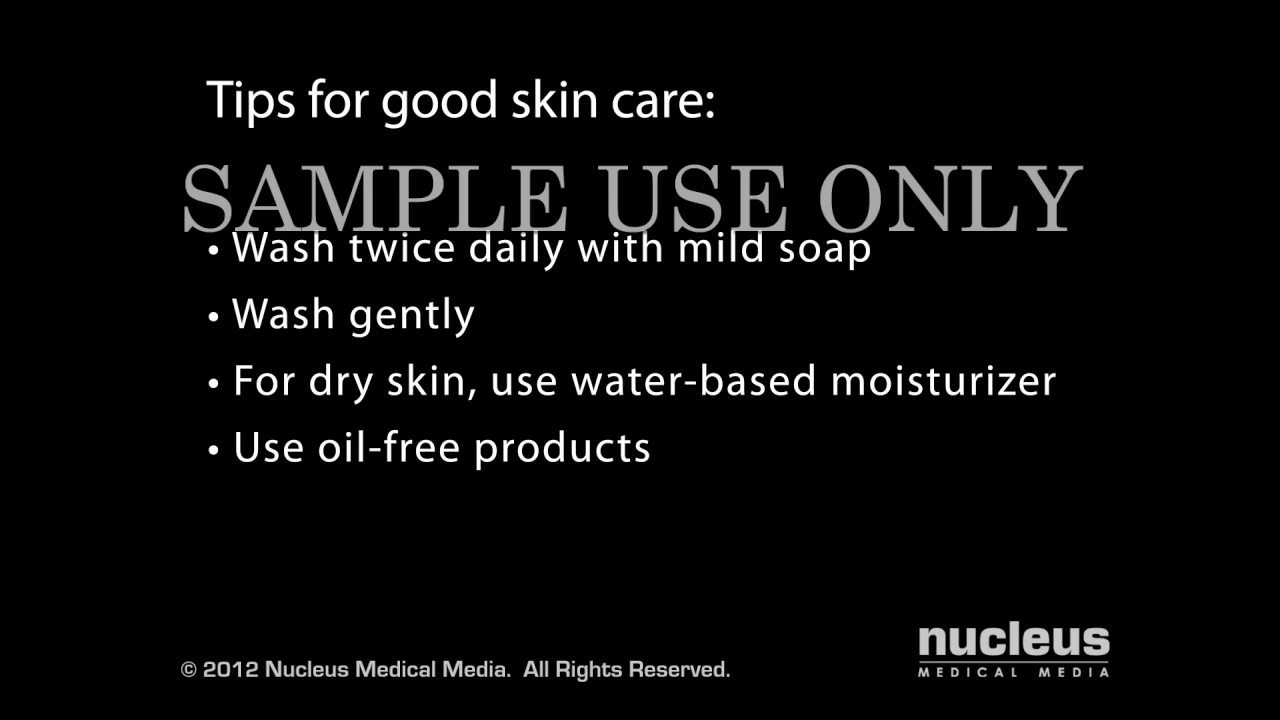 Tips for good skin care:
SAMPLE USE ONLY
• Wash twice daily with mild soap
• Wash gently
• For dry skin, use water-based moisturizer
• Use oil-free products
nucleus
MEDICAL MEDIA
© 2012 Nucleus Medical Media. All Rights Reserved.